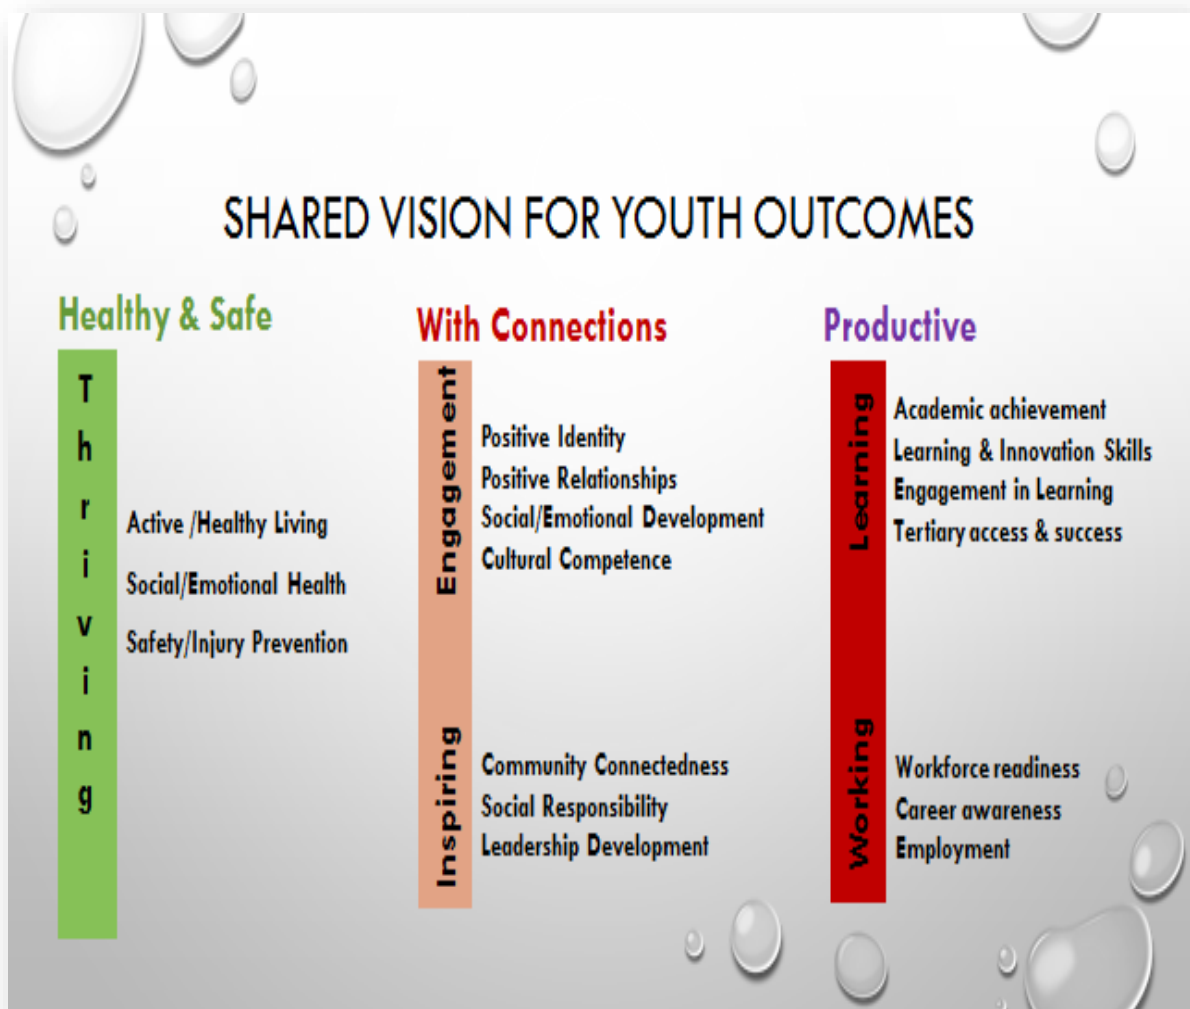 SHARED VISION FOR YOUTH OUTCOMES
Healthy & Safe
Thriving
Active /Healthy Living
Social/Emotional Health
Safety/Injury Prevention
With Connections
Engagement
Positive Identity
Positive Relationships
Social/Emotional Development
Cultural Competence
Inspiring
Community Connectedness
Social Responsibility
Leadership Development
Productive
Learning
Academic achievement
Learning & Innovation Skills
Engagement in Learning
Tertiary access & success
Working
Workforce readiness
Career awareness
Employment